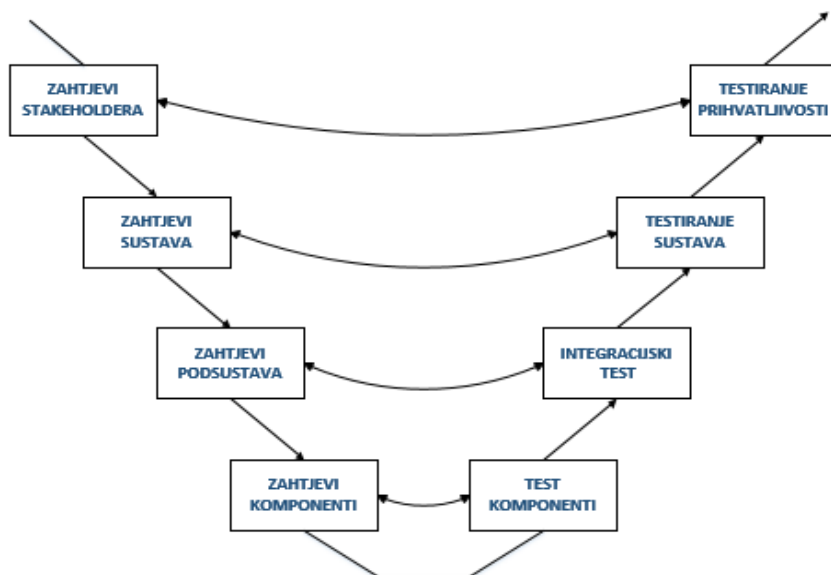 ZAHTJEVI
STAKEHOLDERA
TESTIRANJE
PRIHVATLJIVOSTI
ZAHTJEVI
SUSTAVA
TESTIRANJE
SUSTAVA
ZAHTJEVI
PODSUSTAVA
INTEGRACIJSKI
TEST
ZAHTJEVI
KOMPONENTI
TEST
KOMPONENTI